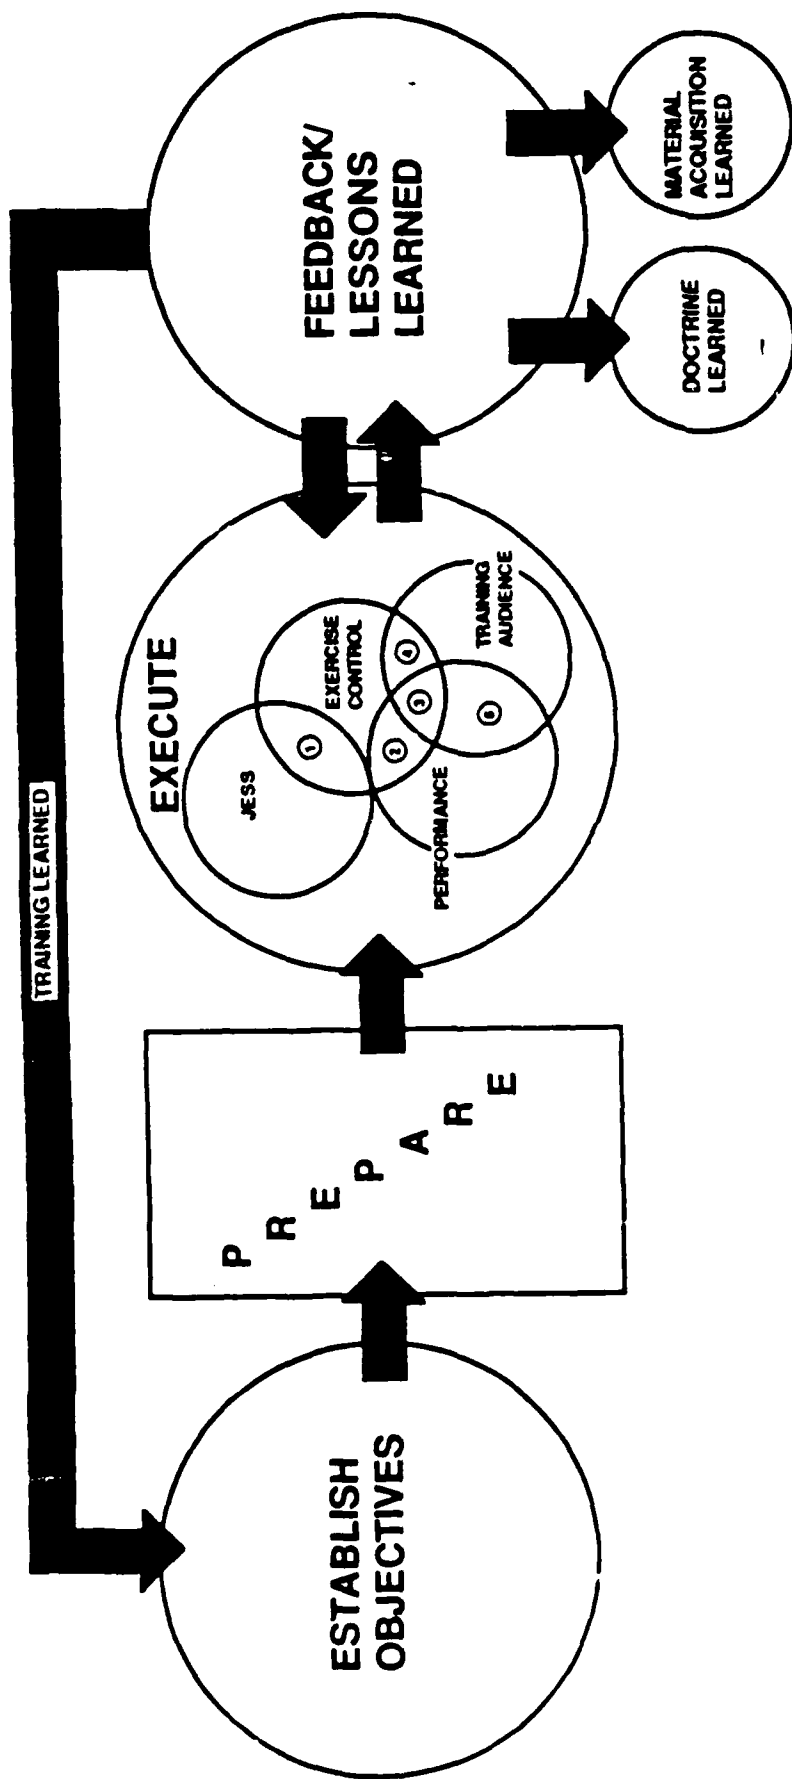 TRAINING LEARNED
ESTABLISH
OBJECTIVES
P
R
E
P
A
R
E
EXECUTE
JESS
EXERCISE
CONTROL
PERFORMANCE
TRAINING
AUDIENCE
1
2
3
4
5
FEEDBACK/
LESSONS
LEARNED
DOCTRINE
LEARNED
MATERIAL
ACQUISITION
LEARNED